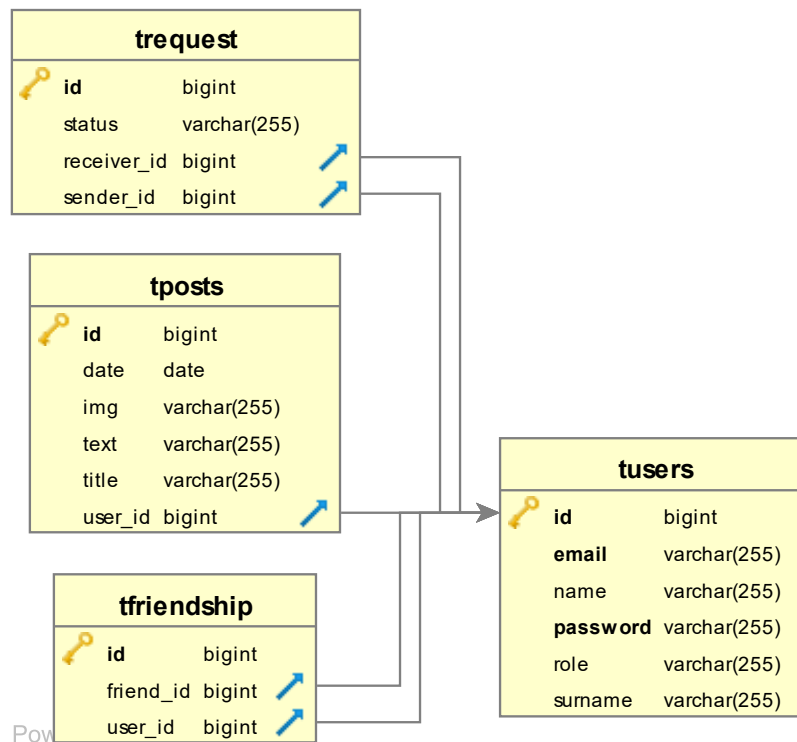 trequest
id bigint
status varchar(255)
receiver_id bigint
sender_id bigint
tposts
id bigint
date date
img varchar(255)
text varchar(255)
title varchar(255)
user_id bigint
tfriendship
id bigint
friend_id bigint
user_id bigint
tusers
id bigint
email varchar(255)
name varchar(255)
password varchar(255)
role varchar(255)
surname varchar(255)